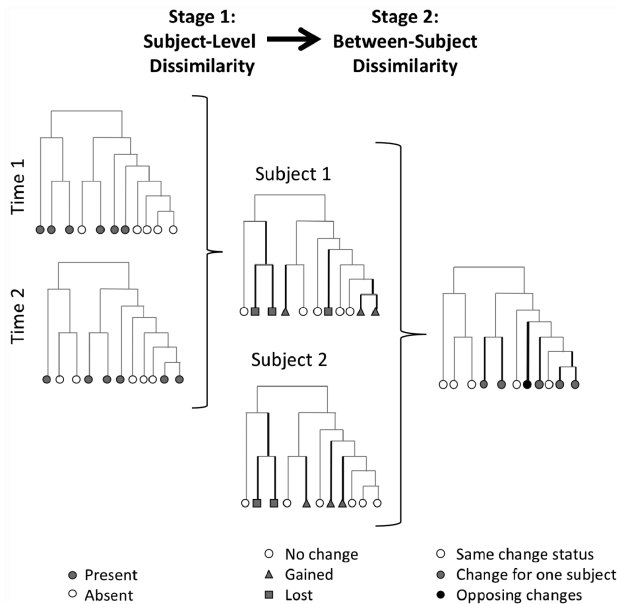 Stage 1:
Subject-Level
Dissimilarity
Stage 2:
Between-Subject
Dissimilarity
Time 1
Time 2
Subject 1
Subject 2
Present
Absent
No change
Gained
Lost
Same change status
Change for one subject
Opposing changes